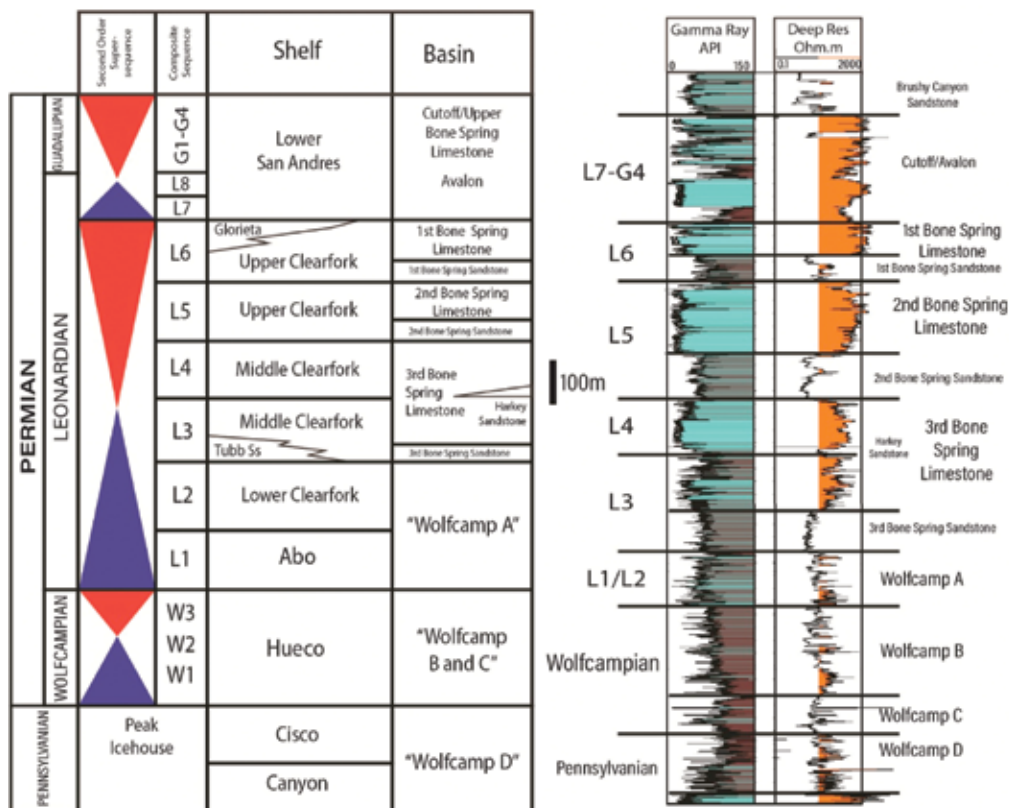 Second Order
Super-
sequence
Composite
Sequence
Shelf
Basin
PERMIAN
GUADALUPIAN
G1-G4
Lower
San Andres
Cutoff/Upper
Bone Spring
Limestone
Avalon
LEONARDIAN
L8
L7
L6
Glorieta
Upper Clearfork
1st Bone Spring
Limestone
1st Bone Spring Sandstone
L5
Upper Clearfork
2nd Bone Spring
Limestone
2nd Bone Spring Sandstone
L4
Middle Clearfork
3rd Bone
Spring
Limestone
Harkey
Sandstone
L3
Middle Clearfork
Tubb Ss
3rd Bone Spring Sandstone
L2
Lower Clearfork
"Wolfcamp A"
L1
Abo
WOLFCAMPIAN
W3
W2
W1
Hueco
"Wolfcamp
B and C"
PENNSYLVANIAN
Peak
Icehouse
Cisco
Canyon
"Wolfcamp D"
100m
Gamma Ray
API
0 150
Deep Res
Ohm.m
0.1 2000
Brushy Canyon
Sandstone
L7-G4
Cutoff/Avalon
L6
1st Bone Spring
Limestone
1st Bone Spring Sandstone
L5
2nd Bone Spring
Limestone
2nd Bone Spring Sandstone
L4
Harkey
Sandstone
3rd Bone
Spring
Limestone
L3
3rd Bone Spring Sandstone
L1/L2
Wolfcamp A
Wolfcampian
Wolfcamp B
Wolfcamp C
Pennsylvanian
Wolfcamp D